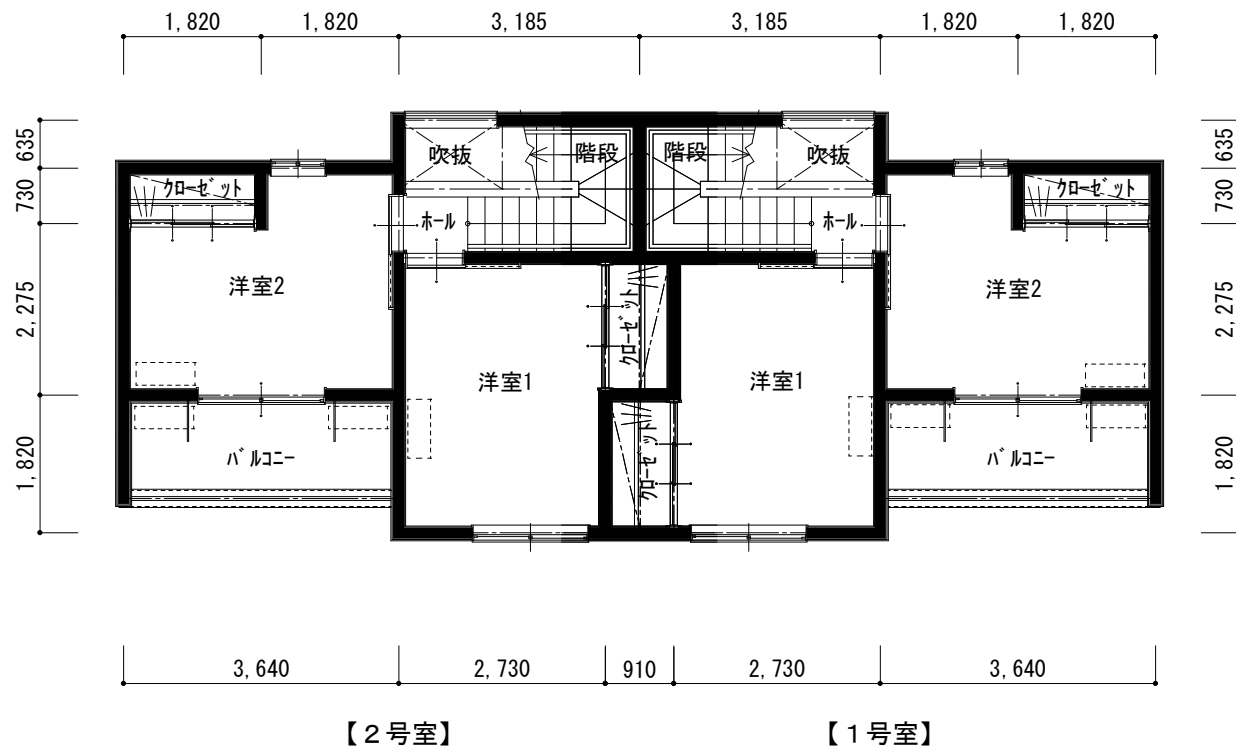 1,820 1,820 3,185 3,185 1,820 1,820
635
730
2,275
1,820
635
730
2,275
1,820
吹抜 階段 階段 吹抜
クローゼット
クローゼット
ホール ホール
洋室2
洋室2
クローゼット
洋室1
洋室1
クローゼット
バルコニー
バルコニー
3,640 2,730 910 2,730 3,640
【2号室】 【1号室】